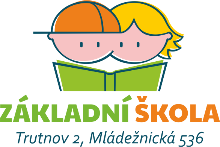 ZÁKLADNÍ ŠKOLA
Trutnov 2, Mládežnická 536